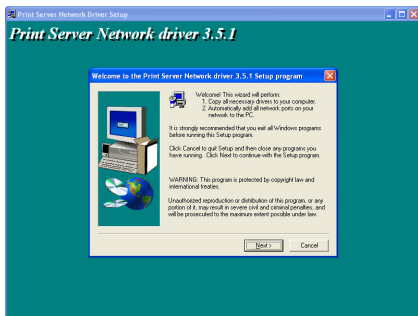 Print Server Network Driver Setup
Print Server Network driver 3.5.1
Welcome to the Print Server Network driver 3.5.1 Setup program
Welcome! This wizard will perform:
1. Copy all necessary drivers to your computer.
2. Automatically add all network ports on your
network to the PC.
It is strongly recommended that you exit all Windows programs
before running this Setup program.
Click Cancel to quit Setup and then close any programs you
have running. Click Next to continue with the Setup program.
WARNING: This program is protected by copyright law and
international treaties.
Unauthorized reproduction or distribution of this program, or any
portion of it, may result in severe civil and criminal penalties, and
will be prosecuted to the maximum extent possible under law.
Next >
Cancel